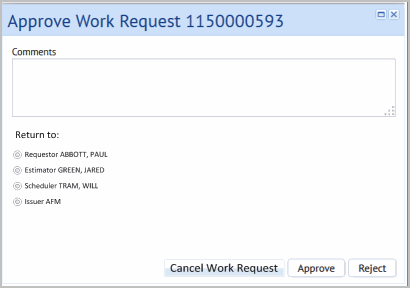 Approve Work Request 1150000593
Comments
Return to:
Requestor ABBOTT, PAUL
Estimator GREEN, JARED
Scheduler TRAM, WILL
Issuer AFM
Cancel Work Request Approve Reject